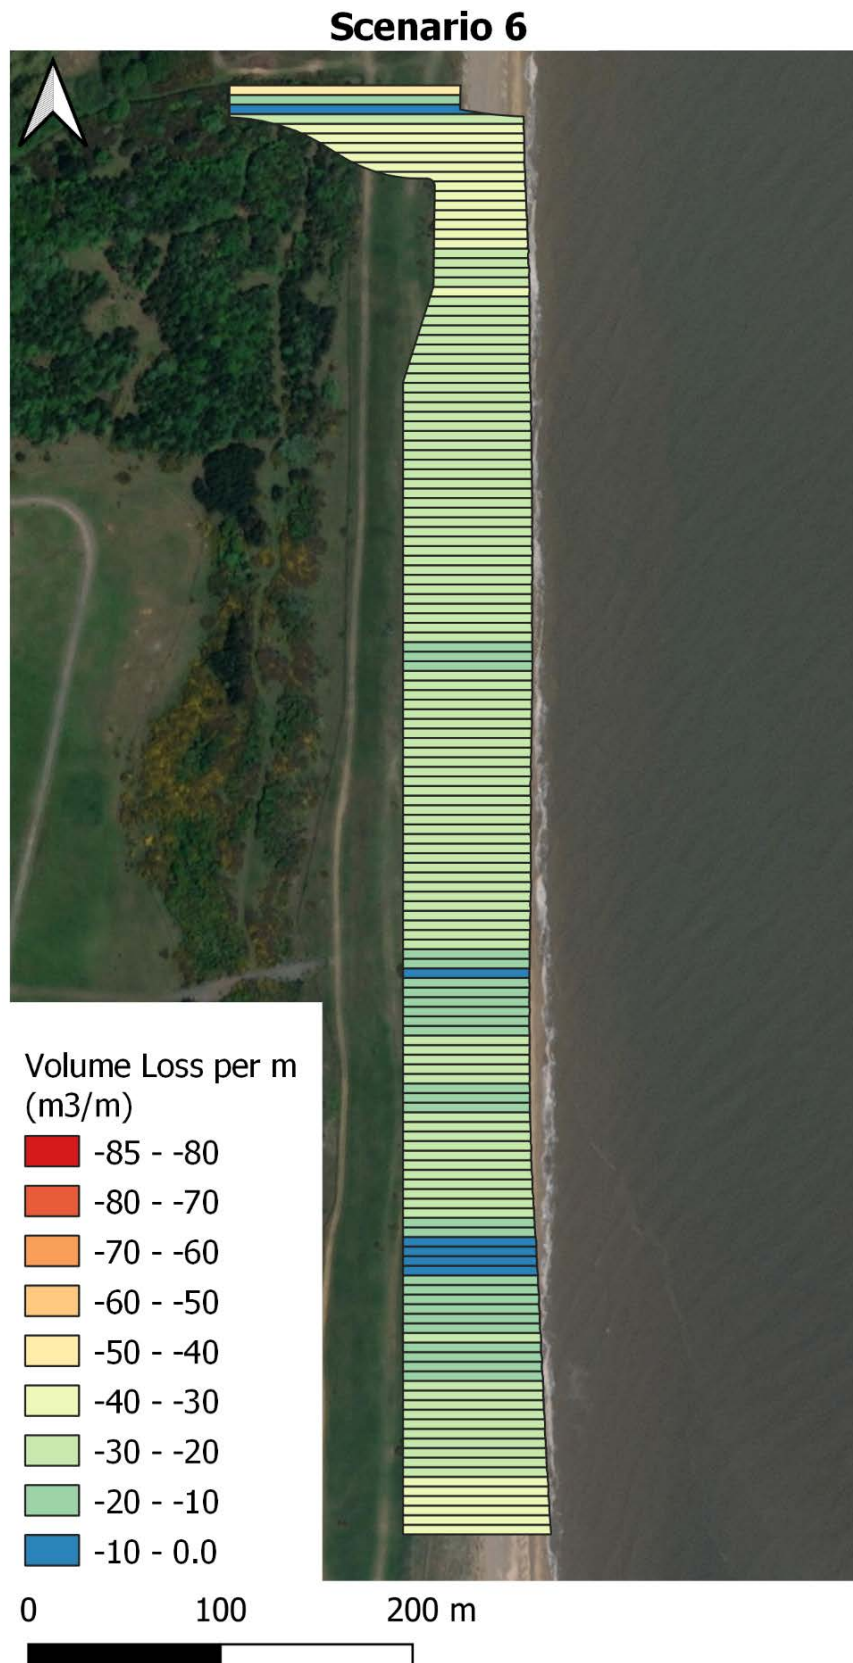 Scenario 6
Volume Loss per m
(m3/m)
-85 - -80
-80 - -70
-70 - -60
-60 - -50
-50 - -40
-40 - -30
-30 - -20
-20 - -10
-10 - 0.0
0 100 200 m